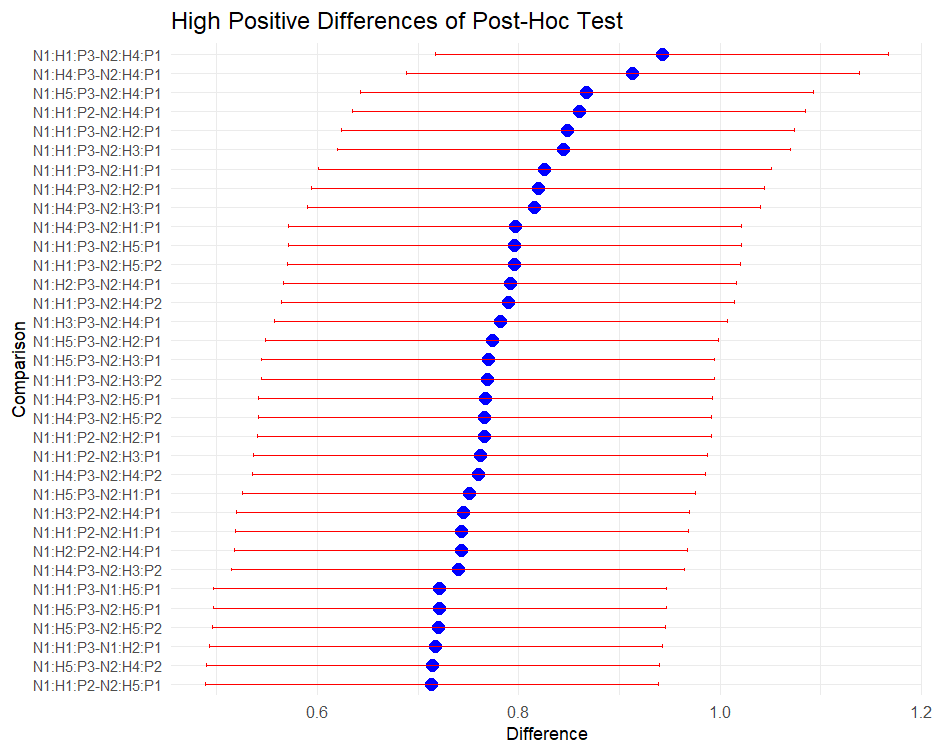 High Positive Differences of Post-Hoc Test
Comparison
N1:H1:P3-N2:H4:P1
N1:H4:P3-N2:H4:P1
N1:H5:P3-N2:H4:P1
N1:H1:P2-N2:H4:P1
N1:H1:P3-N2:H2:P1
N1:H1:P3-N2:H3:P1
N1:H1:P3-N2:H1:P1
N1:H4:P3-N2:H2:P1
N1:H4:P3-N2:H3:P1
N1:H4:P3-N2:H1:P1
N1:H1:P3-N2:H5:P1
N1:H1:P3-N2:H5:P2
N1:H2:P3-N2:H4:P1
N1:H1:P3-N2:H4:P2
N1:H3:P3-N2:H4:P1
N1:H5:P3-N2:H2:P1
N1:H5:P3-N2:H3:P1
N1:H1:P3-N2:H3:P2
N1:H4:P3-N2:H5:P1
N1:H4:P3-N2:H5:P2
N1:H1:P2-N2:H2:P1
N1:H1:P2-N2:H3:P1
N1:H4:P3-N2:H4:P2
N1:H5:P3-N2:H1:P1
N1:H3:P2-N2:H4:P1
N1:H1:P2-N2:H1:P1
N1:H2:P2-N2:H4:P1
N1:H4:P3-N2:H3:P2
N1:H1:P3-N1:H5:P1
N1:H5:P3-N2:H5:P1
N1:H5:P3-N2:H5:P2
N1:H1:P3-N1:H2:P1
N1:H5:P3-N2:H4:P2
N1:H1:P2-N2:H5:P1
0.6 0.8 1.0 1.2
Difference